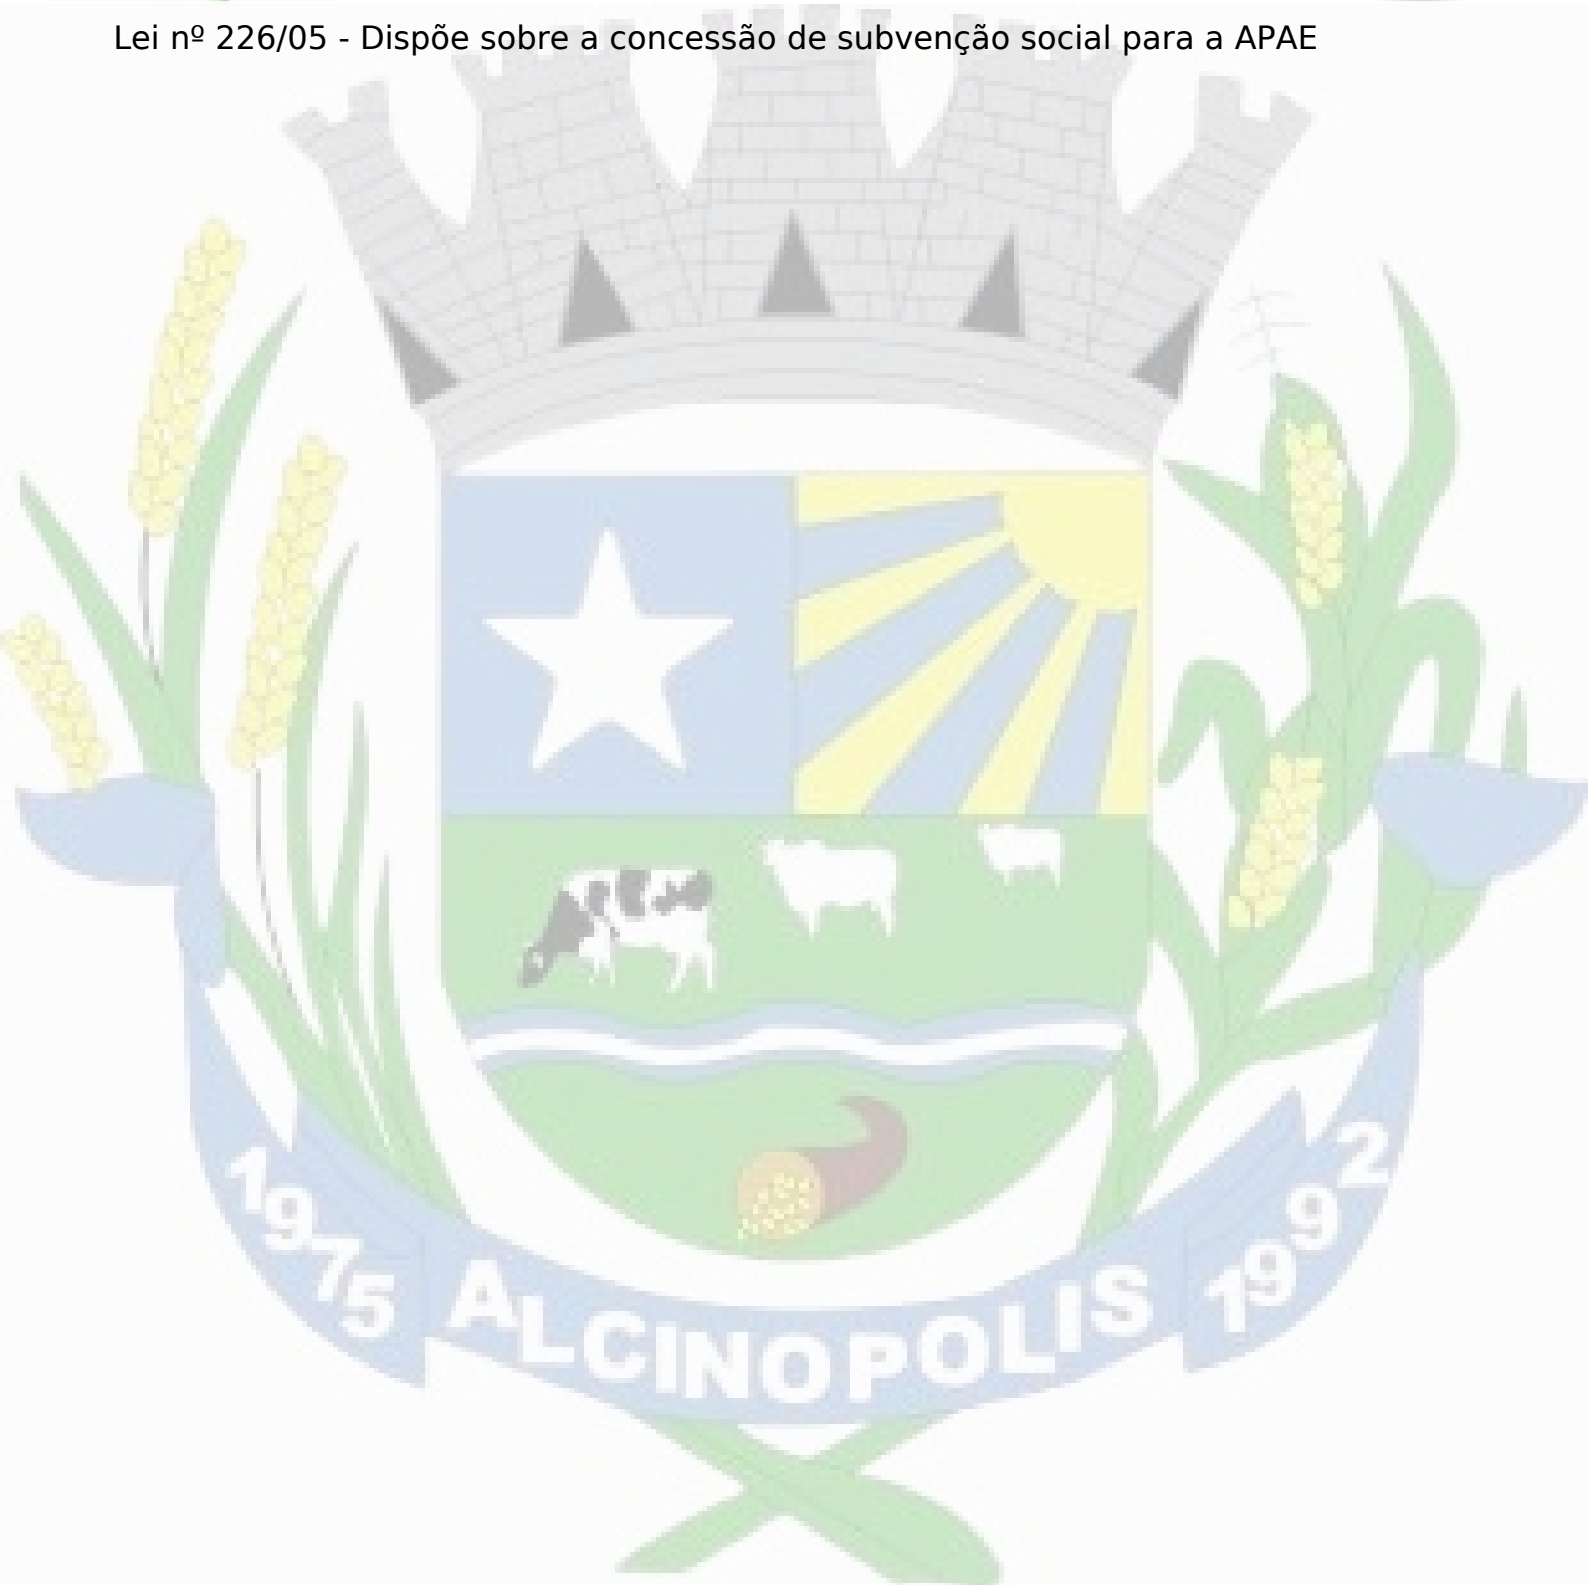 Lei nº 226/05 - Dispõe sobre a concessão de subvenção social para a APAE
1975 ALCINOPOLIS 1992